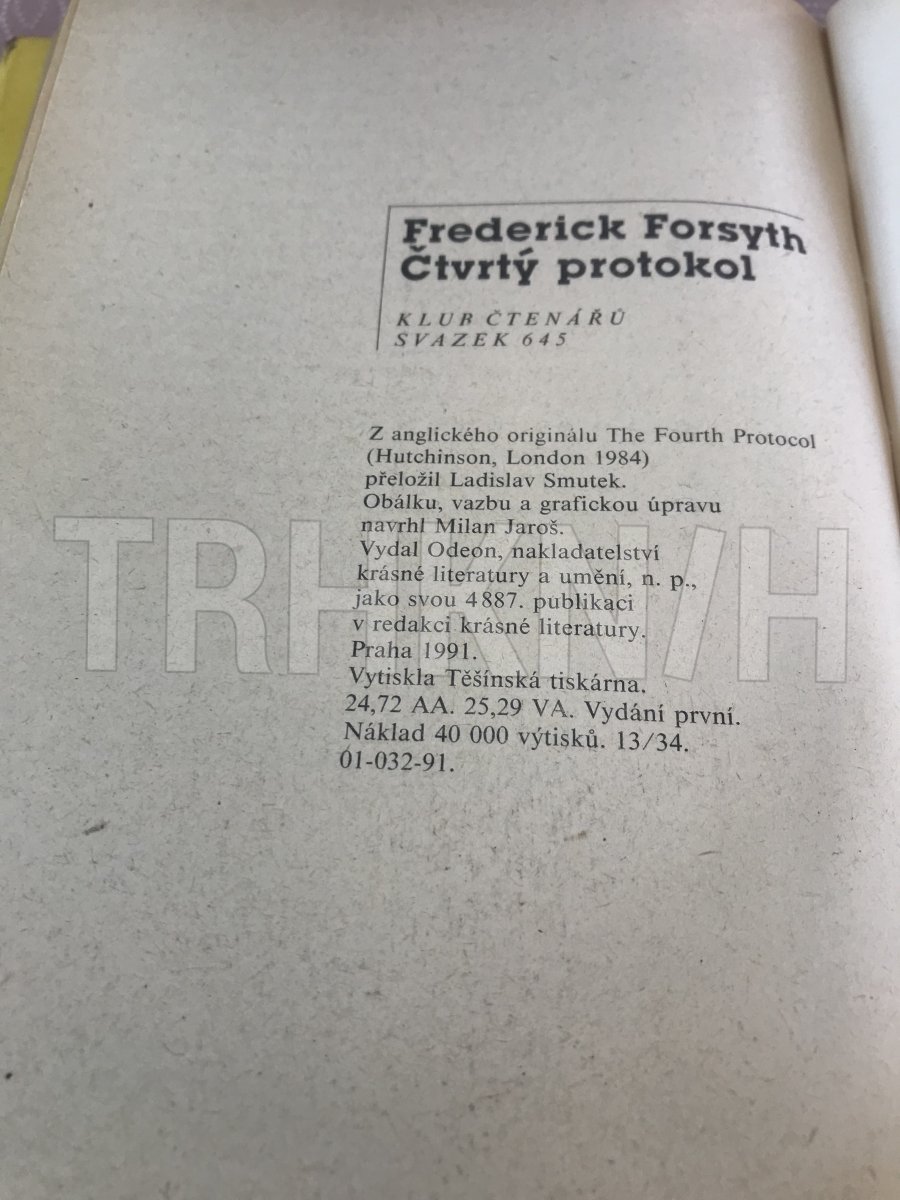 Frederick Forsyth
Čtvrtý protokol
KLUB ČTENÁŘŮ
SVAZEK 645
Z anglického originálu The Fourth Protocol
(Hutchinson, London 1984)
přeložil Ladislav Smutek.
Obálku, vazbu a grafickou úpravu
navrhl Milan Jaroš.
Vydal Odeon, nakladatelství
krásné literatury a umění, n. p.,
jako svou 4887. publikaci
v redakci krásné literatury.
Praha 1991.
Vytiskla Těšínská tiskárna.
24,72 AA. 25,29 VA. Vydání první.
Náklad 40 000 výtisků. 13/34.
01-032-91.
TRHKNIH